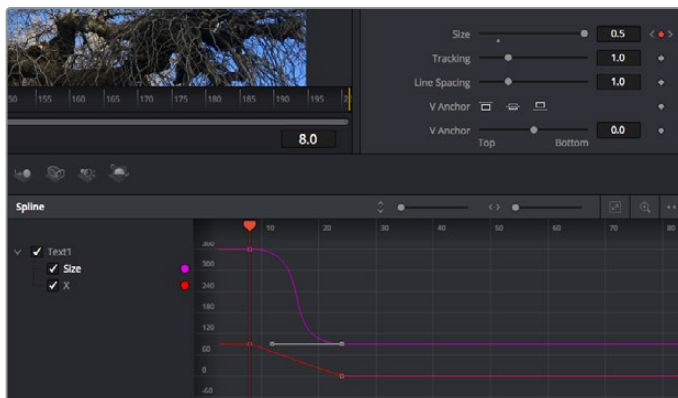 Size 0.5
Tracking 1.0
Line Spacing 1.0
V Anchor
V Anchor 0.0
Top Bottom
50 155 160 165 170 175 180 185 190 195
8.0
Spline
10 20 30 40 50 60 70 80
Text1
Size
X
300
240
180
120
60
0
-60